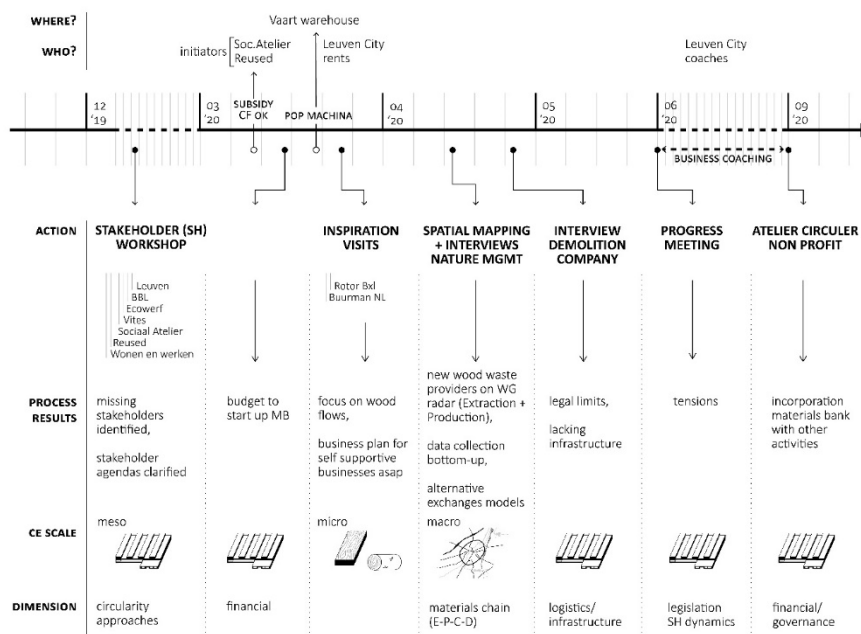 WHERE?
Vaart warehouse
WHO?
initiators
Soc.Atelier
Reused
Leuven City
rents
Leuven City
coaches
12
'19
03
'20
SUBSIDY
CF OK
POP MACHINA
04
'20
05
'20
06
'20
09
'20
BUSINESS COACHING
ACTION
STAKEHOLDER (SH)
WORKSHOP
INSPIRATION
VISITS
SPATIAL MAPPING
+ INTERVIEWS
NATURE MGMT
INTERVIEW
DEMOLITION
COMPANY
PROGRESS
MEETING
ATELIER CIRCULER
NON PROFIT
Leuven
BBL
Ecowerf
Vites
Sociaal Atelier
Reused
Wonen en werken
Rotor Bxl
Buurman NL
PROCESS
RESULTS
missing
stakeholders
identified,
stakeholder
agendas clarified
budget to
start up MB
focus on wood
flows,
business plan for
self supportive
businesses asap
new wood waste
providers on WG
radar (Extraction +
Production),
data collection
bottom-up,
alternative
exchanges models
legal limits,
lacking
infrastructure
tensions
incorporation
materials bank
with other
activities
CE SCALE
meso
micro
macro
DIMENSION
circularity
approaches
financial
materials chain
(E-P-C-D)
logistics/
infrastructure
legislation
SH dynamics
financial/
governance